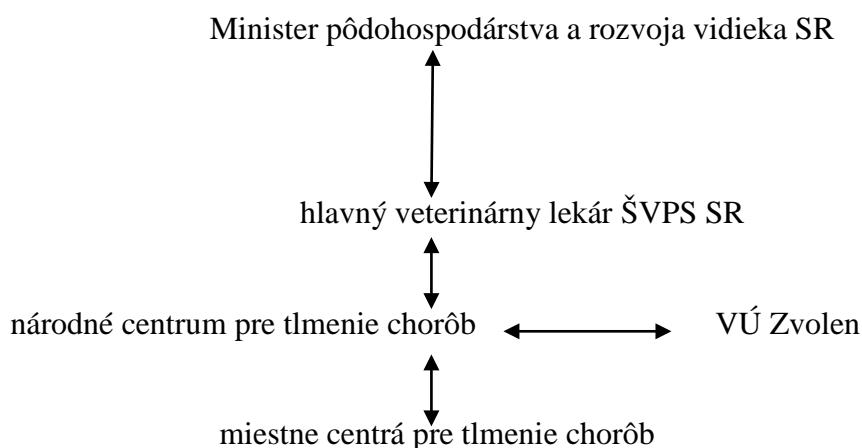 Minister pôdohospodárstva a rozvoja vidieka SR
hlavný veterinárny lekár ŠVPS SR
národné centrum pre tlmenie chorôb
VÚ Zvolen
miestne centrá pre tlmenie chorôb